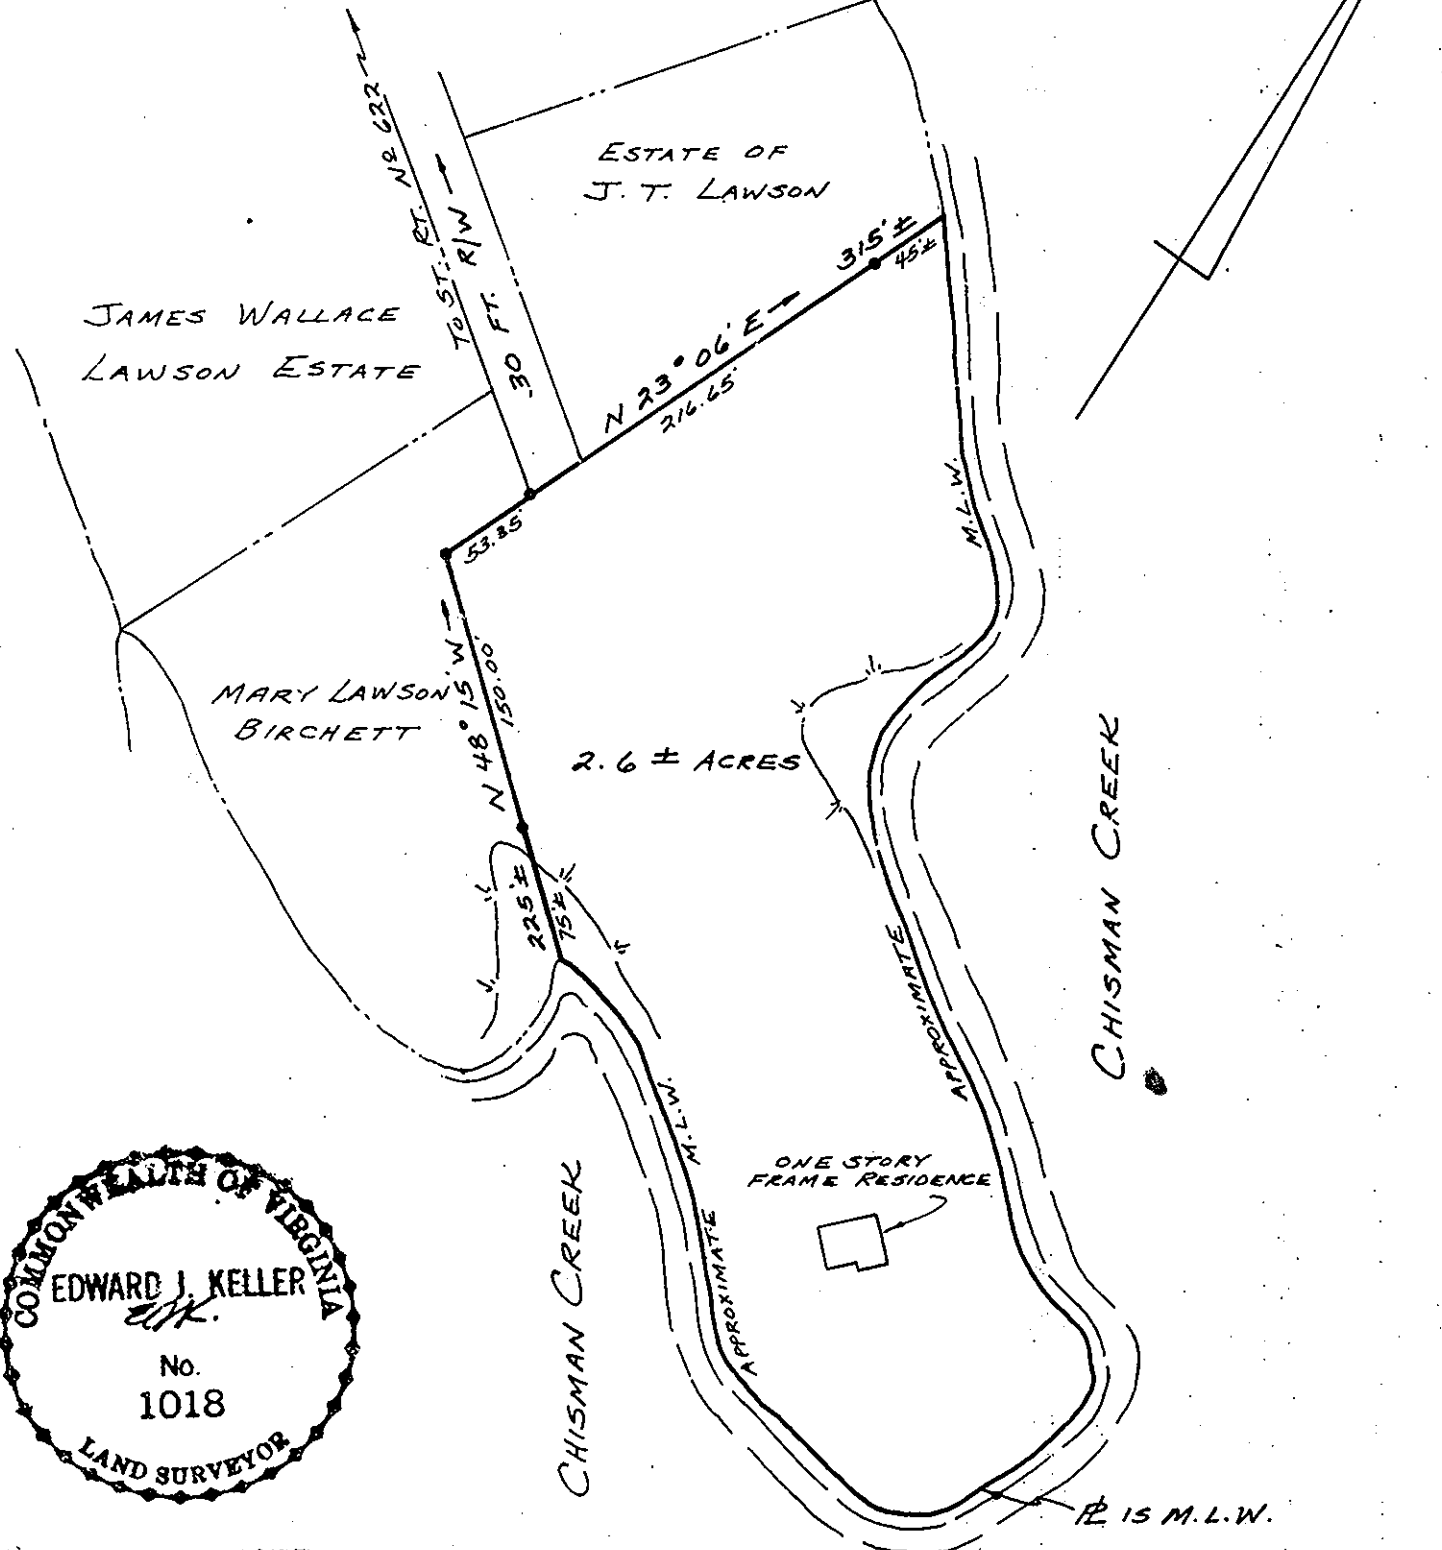 TO ST. RT. Nº 622
30 FT. R/W
ESTATE OF
J. T. LAWSON
JAMES WALLACE
LAWSON ESTATE
N 23° 06' E
315' ±
45' ±
216.65'
53.85'
M.L.W.
N 48° 15' W
150.00'
MARY LAWSON
BIRCHETT
2.6 ± ACRES
225' ±
75' ±
CHISMAN CREEK
APPROXIMATE
M.L.W.
APPROXIMATE
ONE STORY
FRAME RESIDENCE
CHISMAN CREEK
COMMONWEALTH OF VIRGINIA
EDWARD J. KELLER
EJK.
No.
1018
LAND SURVEYOR
PL IS M.L.W.